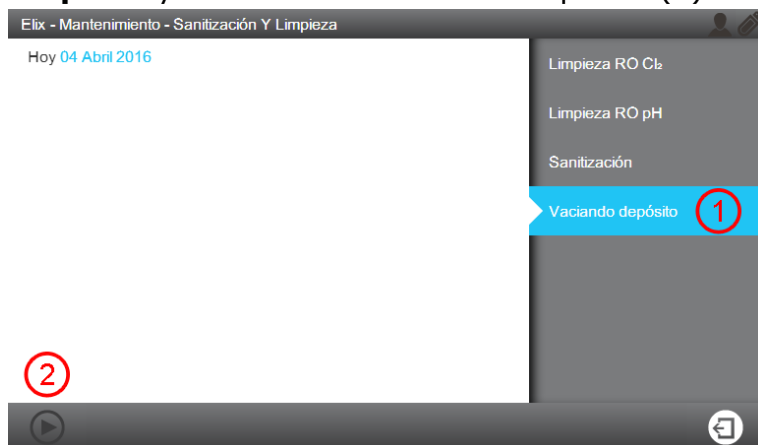 Elix - Mantenimiento - Sanitización Y Limpieza
Hoy 04 Abril 2016
Limpieza RO Cl₂
Limpieza RO pH
Sanitización
Vaciando depósito 1
2